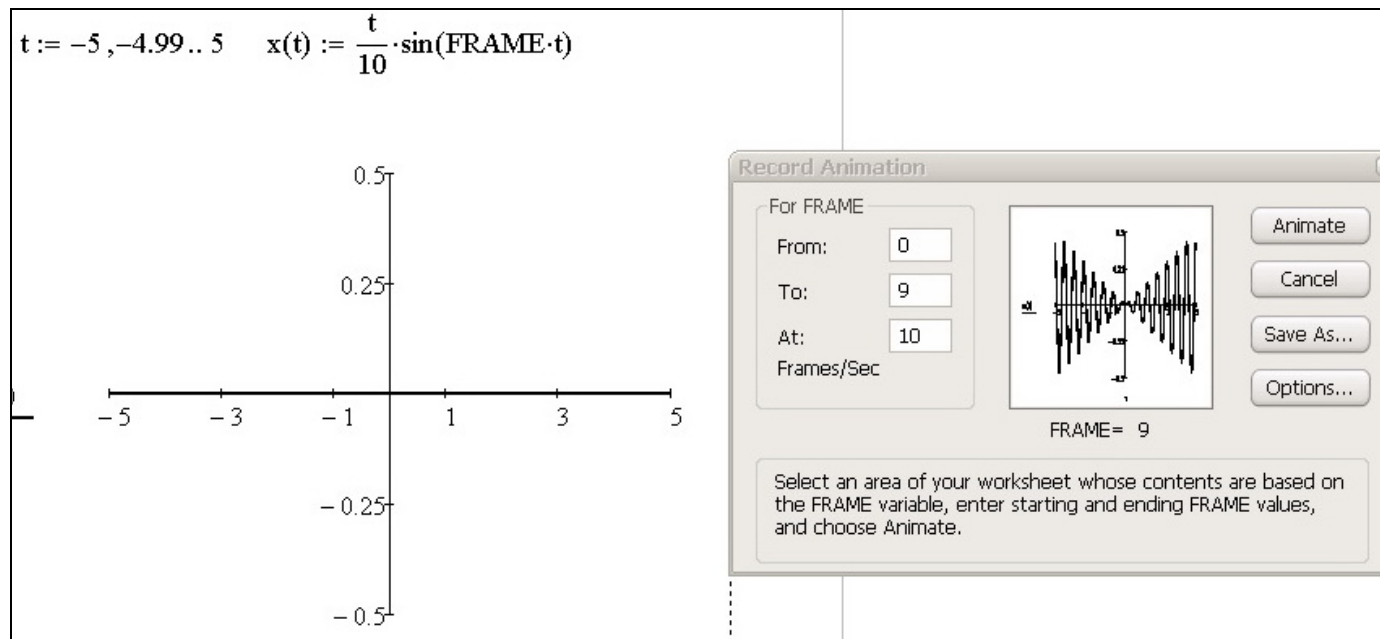 t := −5 , −4.99 .. 5 x(t) := t/10 · sin(FRAME·t)
0.5
0.25
−5 −3 −1 1 3 5
−0.25
−0.5
Record Animation
For FRAME
From: 0
To: 9
At: 10
Frames/Sec
FRAME= 9
Animate
Cancel
Save As...
Options...
Select an area of your worksheet whose contents are based on
the FRAME variable, enter starting and ending FRAME values,
and choose Animate.